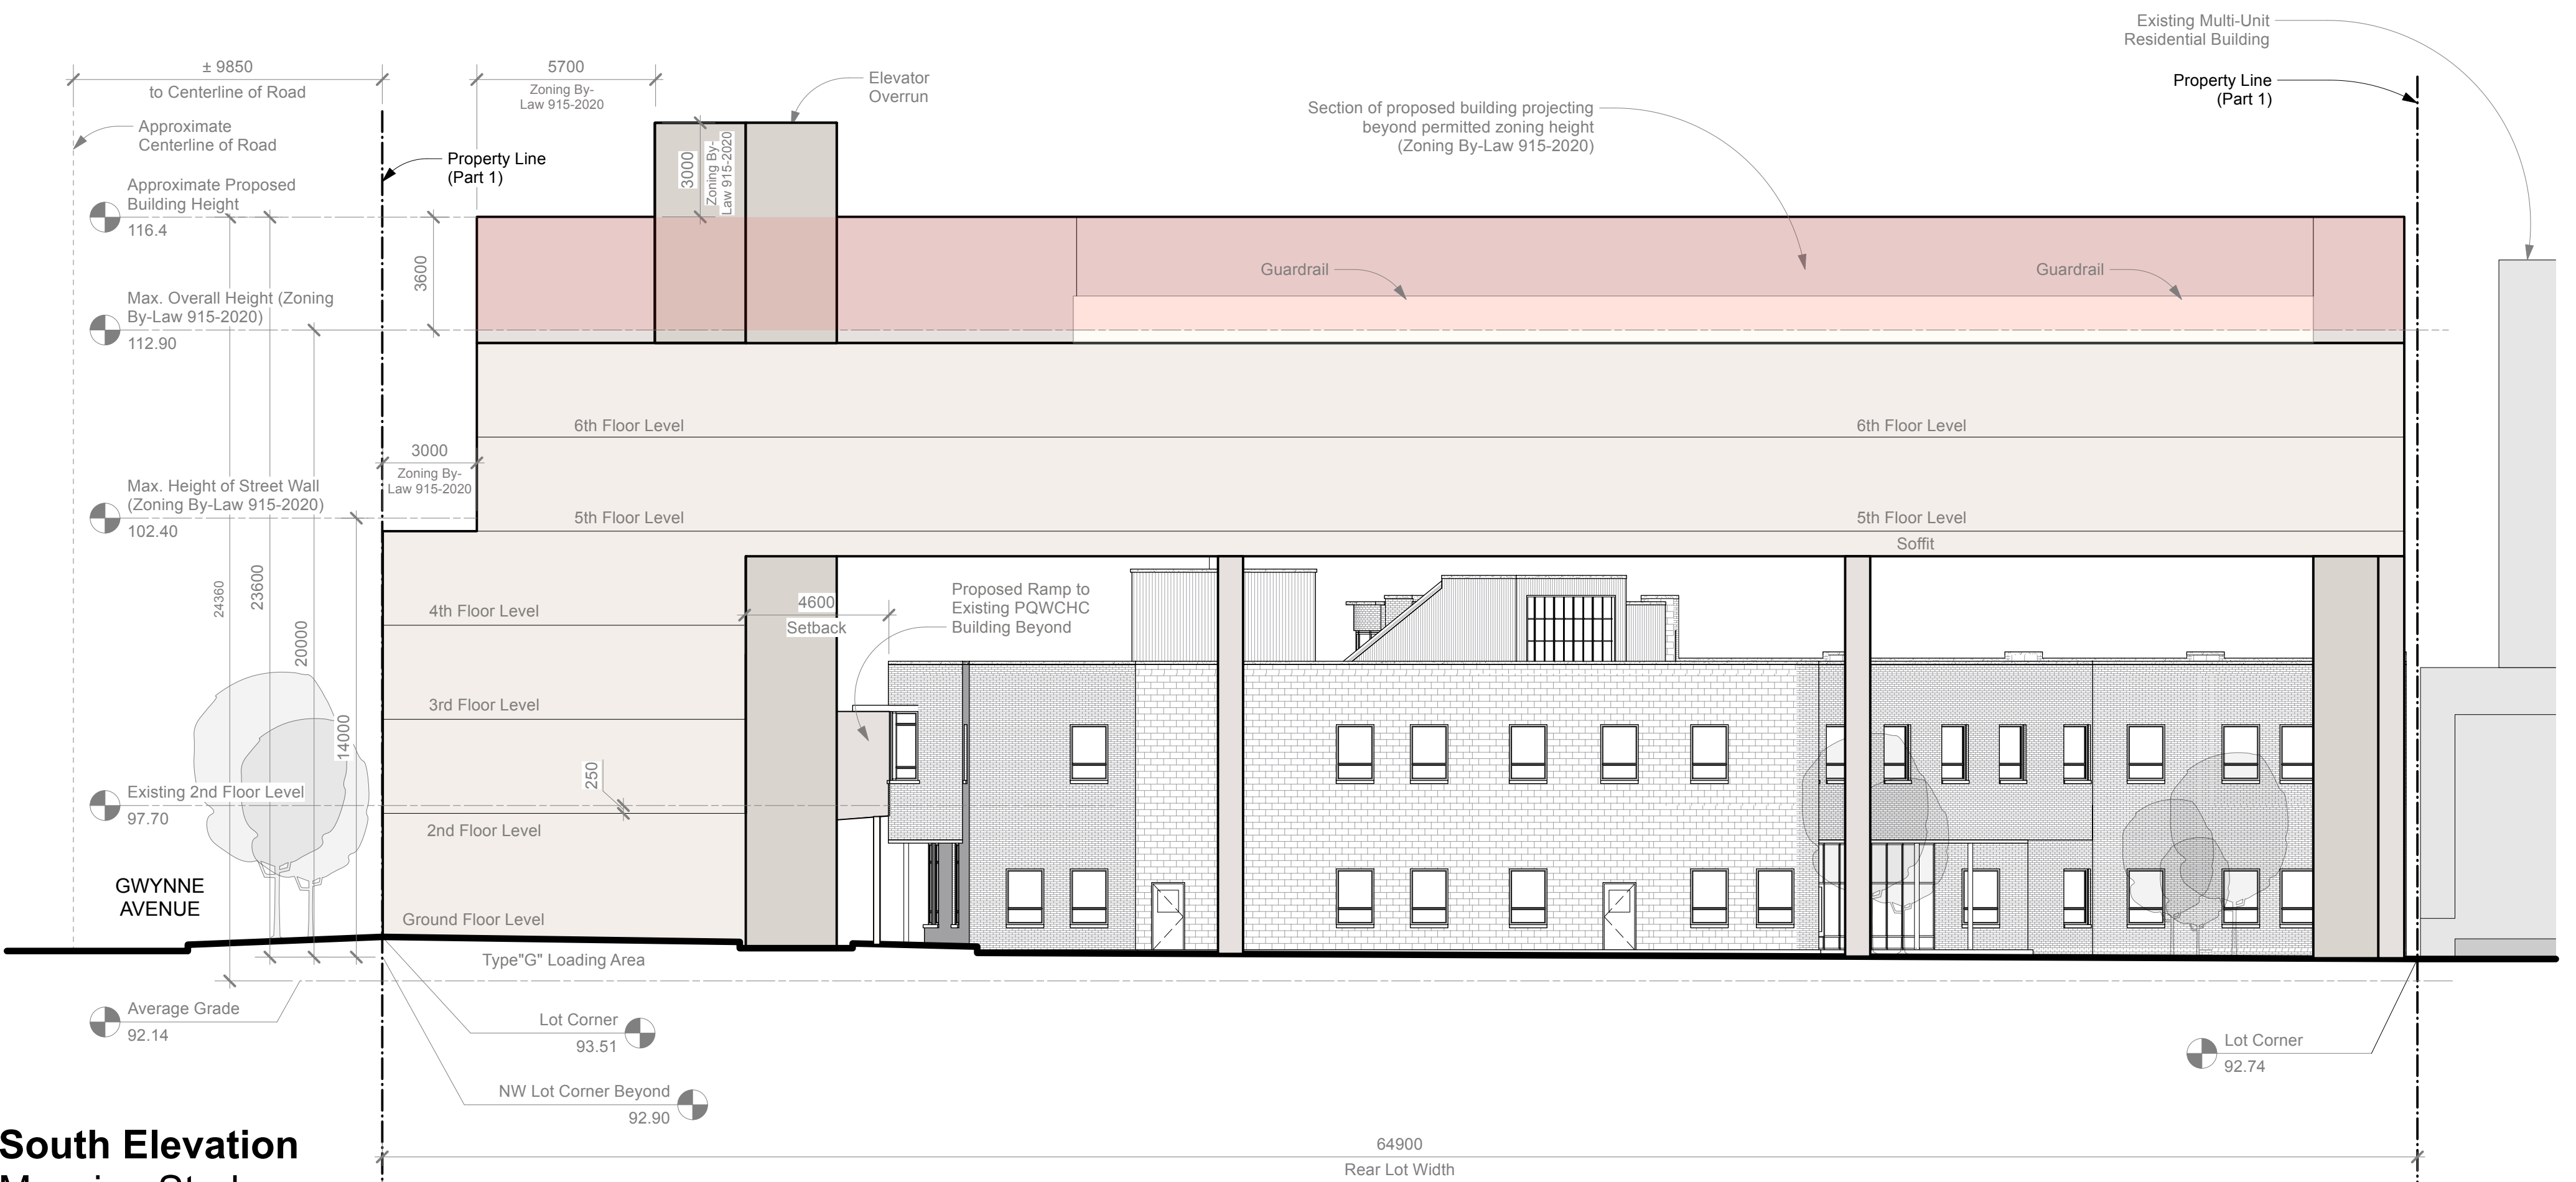 Existing Multi-Unit
Residential Building
± 9850
to Centerline of Road
5700
Zoning By-
Law 915-2020
Elevator
Overrun
Property Line
(Part 1)
Section of proposed building projecting
beyond permitted zoning height
(Zoning By-Law 915-2020)
Approximate
Centerline of Road
3000
Zoning By-
Law 915-2020
Property Line
(Part 1)
Approximate Proposed
Building Height
116.4
3600
Guardrail
Guardrail
Max. Overall Height (Zoning
By-Law 915-2020)
112.90
6th Floor Level
6th Floor Level
3000
Zoning By-
Law 915-2020
Max. Height of Street Wall
(Zoning By-Law 915-2020)
102.40
5th Floor Level
5th Floor Level
Soffit
24360
23600
20000
14000
4th Floor Level
4600
Setback
Proposed Ramp to
Existing PQWCHC
Building Beyond
3rd Floor Level
250
Existing 2nd Floor Level
97.70
2nd Floor Level
GWYNNE
AVENUE
Ground Floor Level
Type"G" Loading Area
Average Grade
92.14
Lot Corner
93.51
Lot Corner
92.74
NW Lot Corner Beyond
92.90
South Elevation
64900
Rear Lot Width